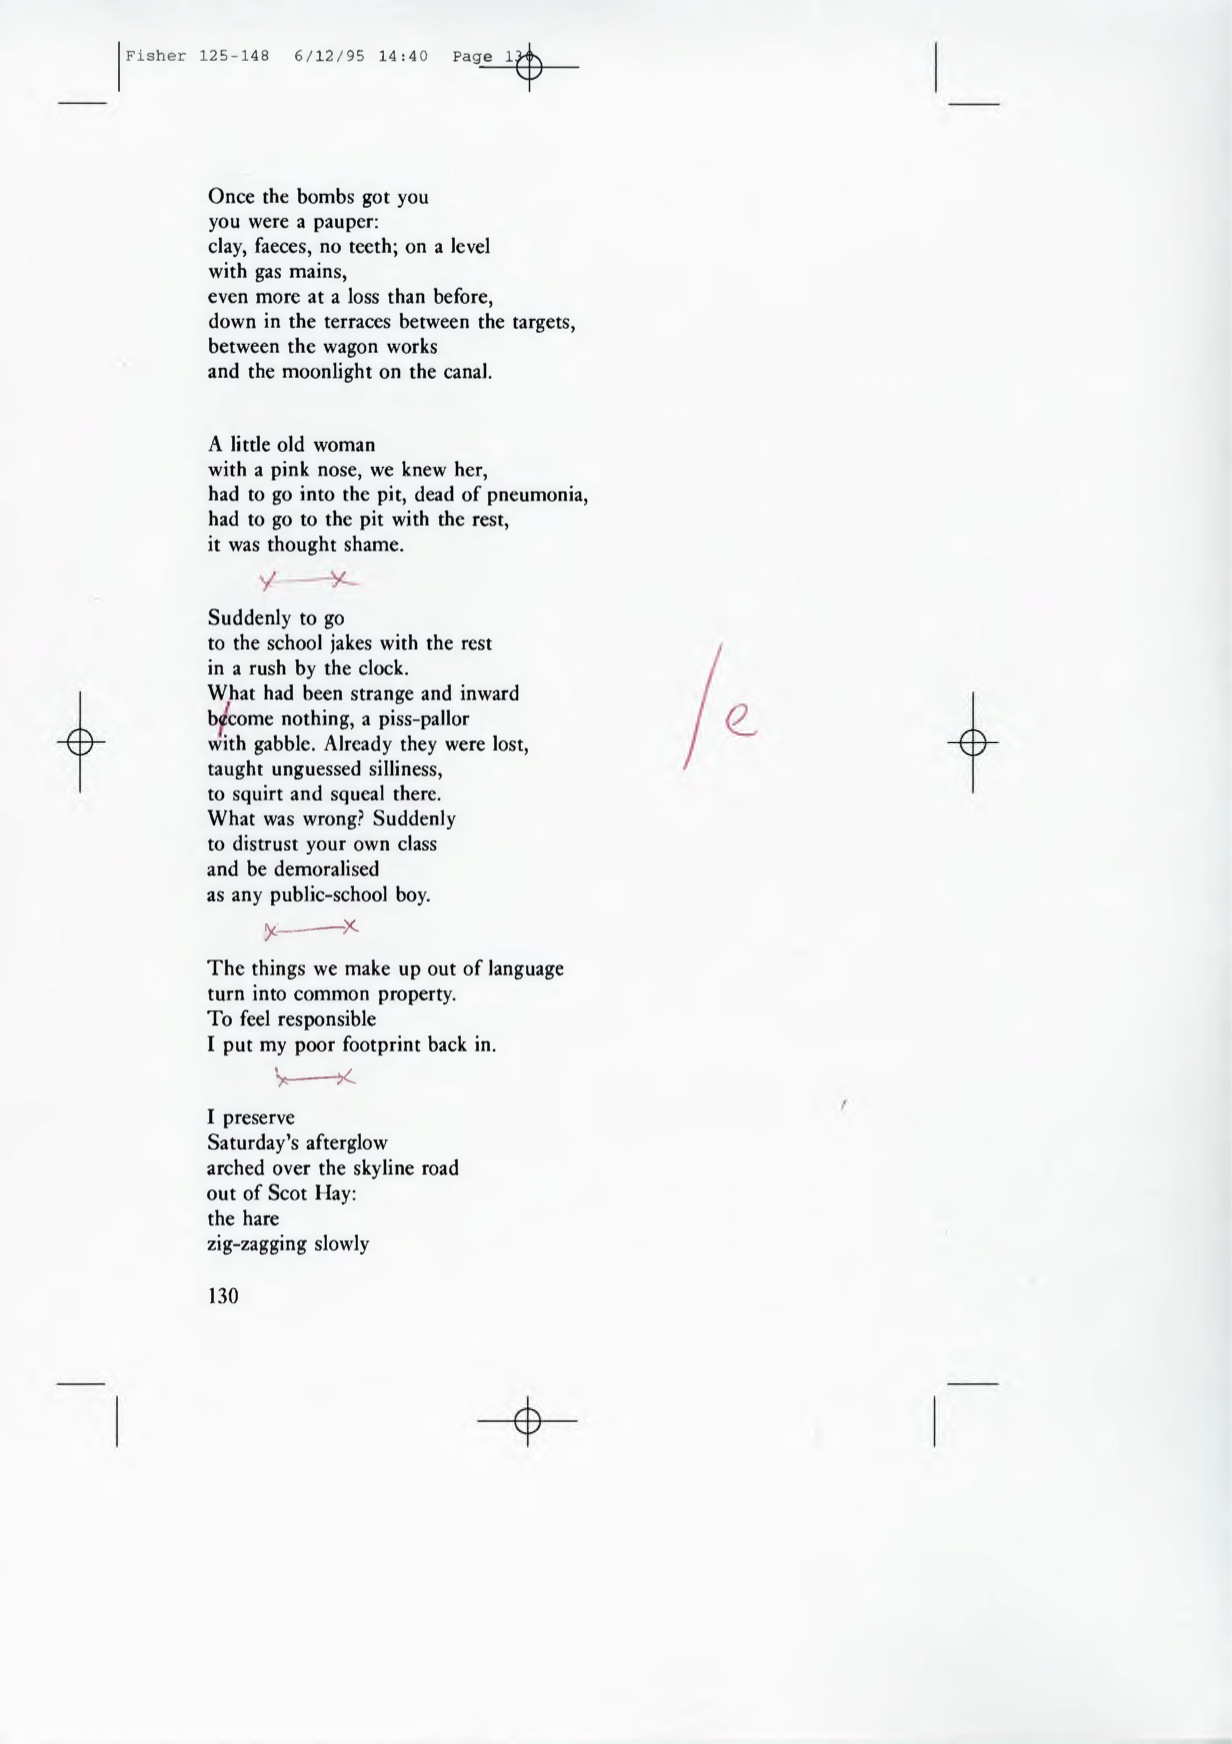 Fisher 125-148 6/12/95 14:40 Page 130
Once the bombs got you
you were a pauper:
clay, faeces, no teeth; on a level
with gas mains,
even more at a loss than before,
down in the terraces between the targets,
between the wagon works
and the moonlight on the canal.
A little old woman
with a pink nose, we knew her,
had to go into the pit, dead of pneumonia,
had to go to the pit with the rest,
it was thought shame.
x—x
Suddenly to go
to the school jakes with the rest
in a rush by the clock.
What had been strange and inward
become nothing, a piss-pallor
/e
with gabble. Already they were lost,
taught unguessed silliness,
to squirt and squeal there.
What was wrong? Suddenly
to distrust your own class
and be demoralised
as any public-school boy.
x—x
The things we make up out of language
turn into common property.
To feel responsible
I put my poor footprint back in.
x—x
I preserve
Saturday's afterglow
arched over the skyline road
out of Scot Hay:
the hare
zig-zagging slowly
130